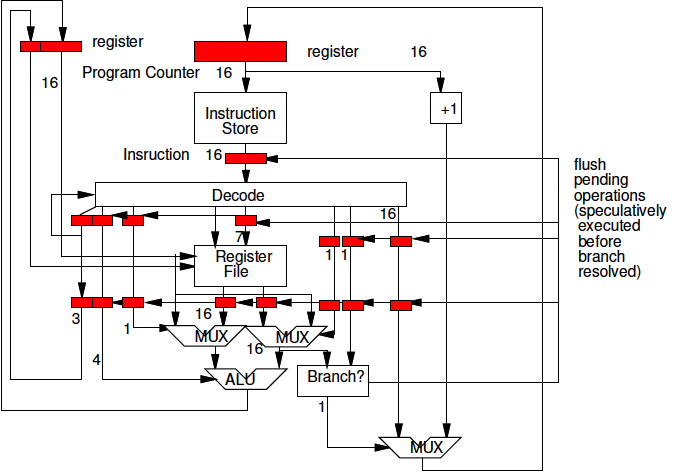 register
register
16
Program Counter
16
16
+1
Instruction
Store
Insruction
16
flush
pending
operations
(speculatively
executed
before
branch
resolved)
Decode
16
7
1
1
Register
File
16
3
1
MUX
16
MUX
4
ALU
Branch?
1
MUX